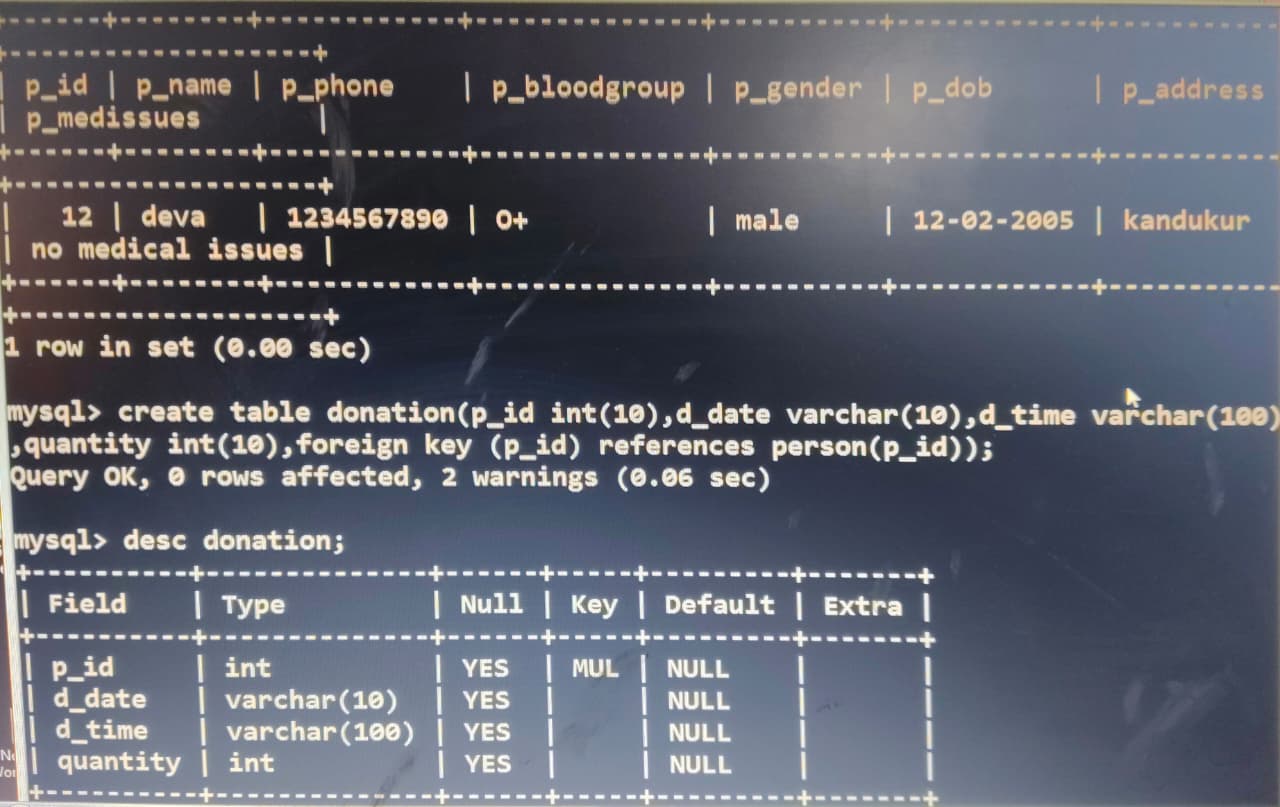 | p_id | p_name | p_phone | p_bloodgroup | p_gender | p_dob | p_address
| p_medissues |
| 12 | deva | 1234567890 | O+ | male | 12-02-2005 | kandukur
| no medical issues |
1 row in set (0.00 sec)
mysql> create table donation(p_id int(10),d_date varchar(10),d_time varchar(100)
,quantity int(10),foreign key (p_id) references person(p_id));
Query OK, 0 rows affected, 2 warnings (0.06 sec)
mysql> desc donation;
| Field | Type | Null | Key | Default | Extra |
| p_id | int | YES | MUL | NULL | |
| d_date | varchar(10) | YES | | NULL | |
| d_time | varchar(100) | YES | | NULL | |
| quantity | int | YES | | NULL | |